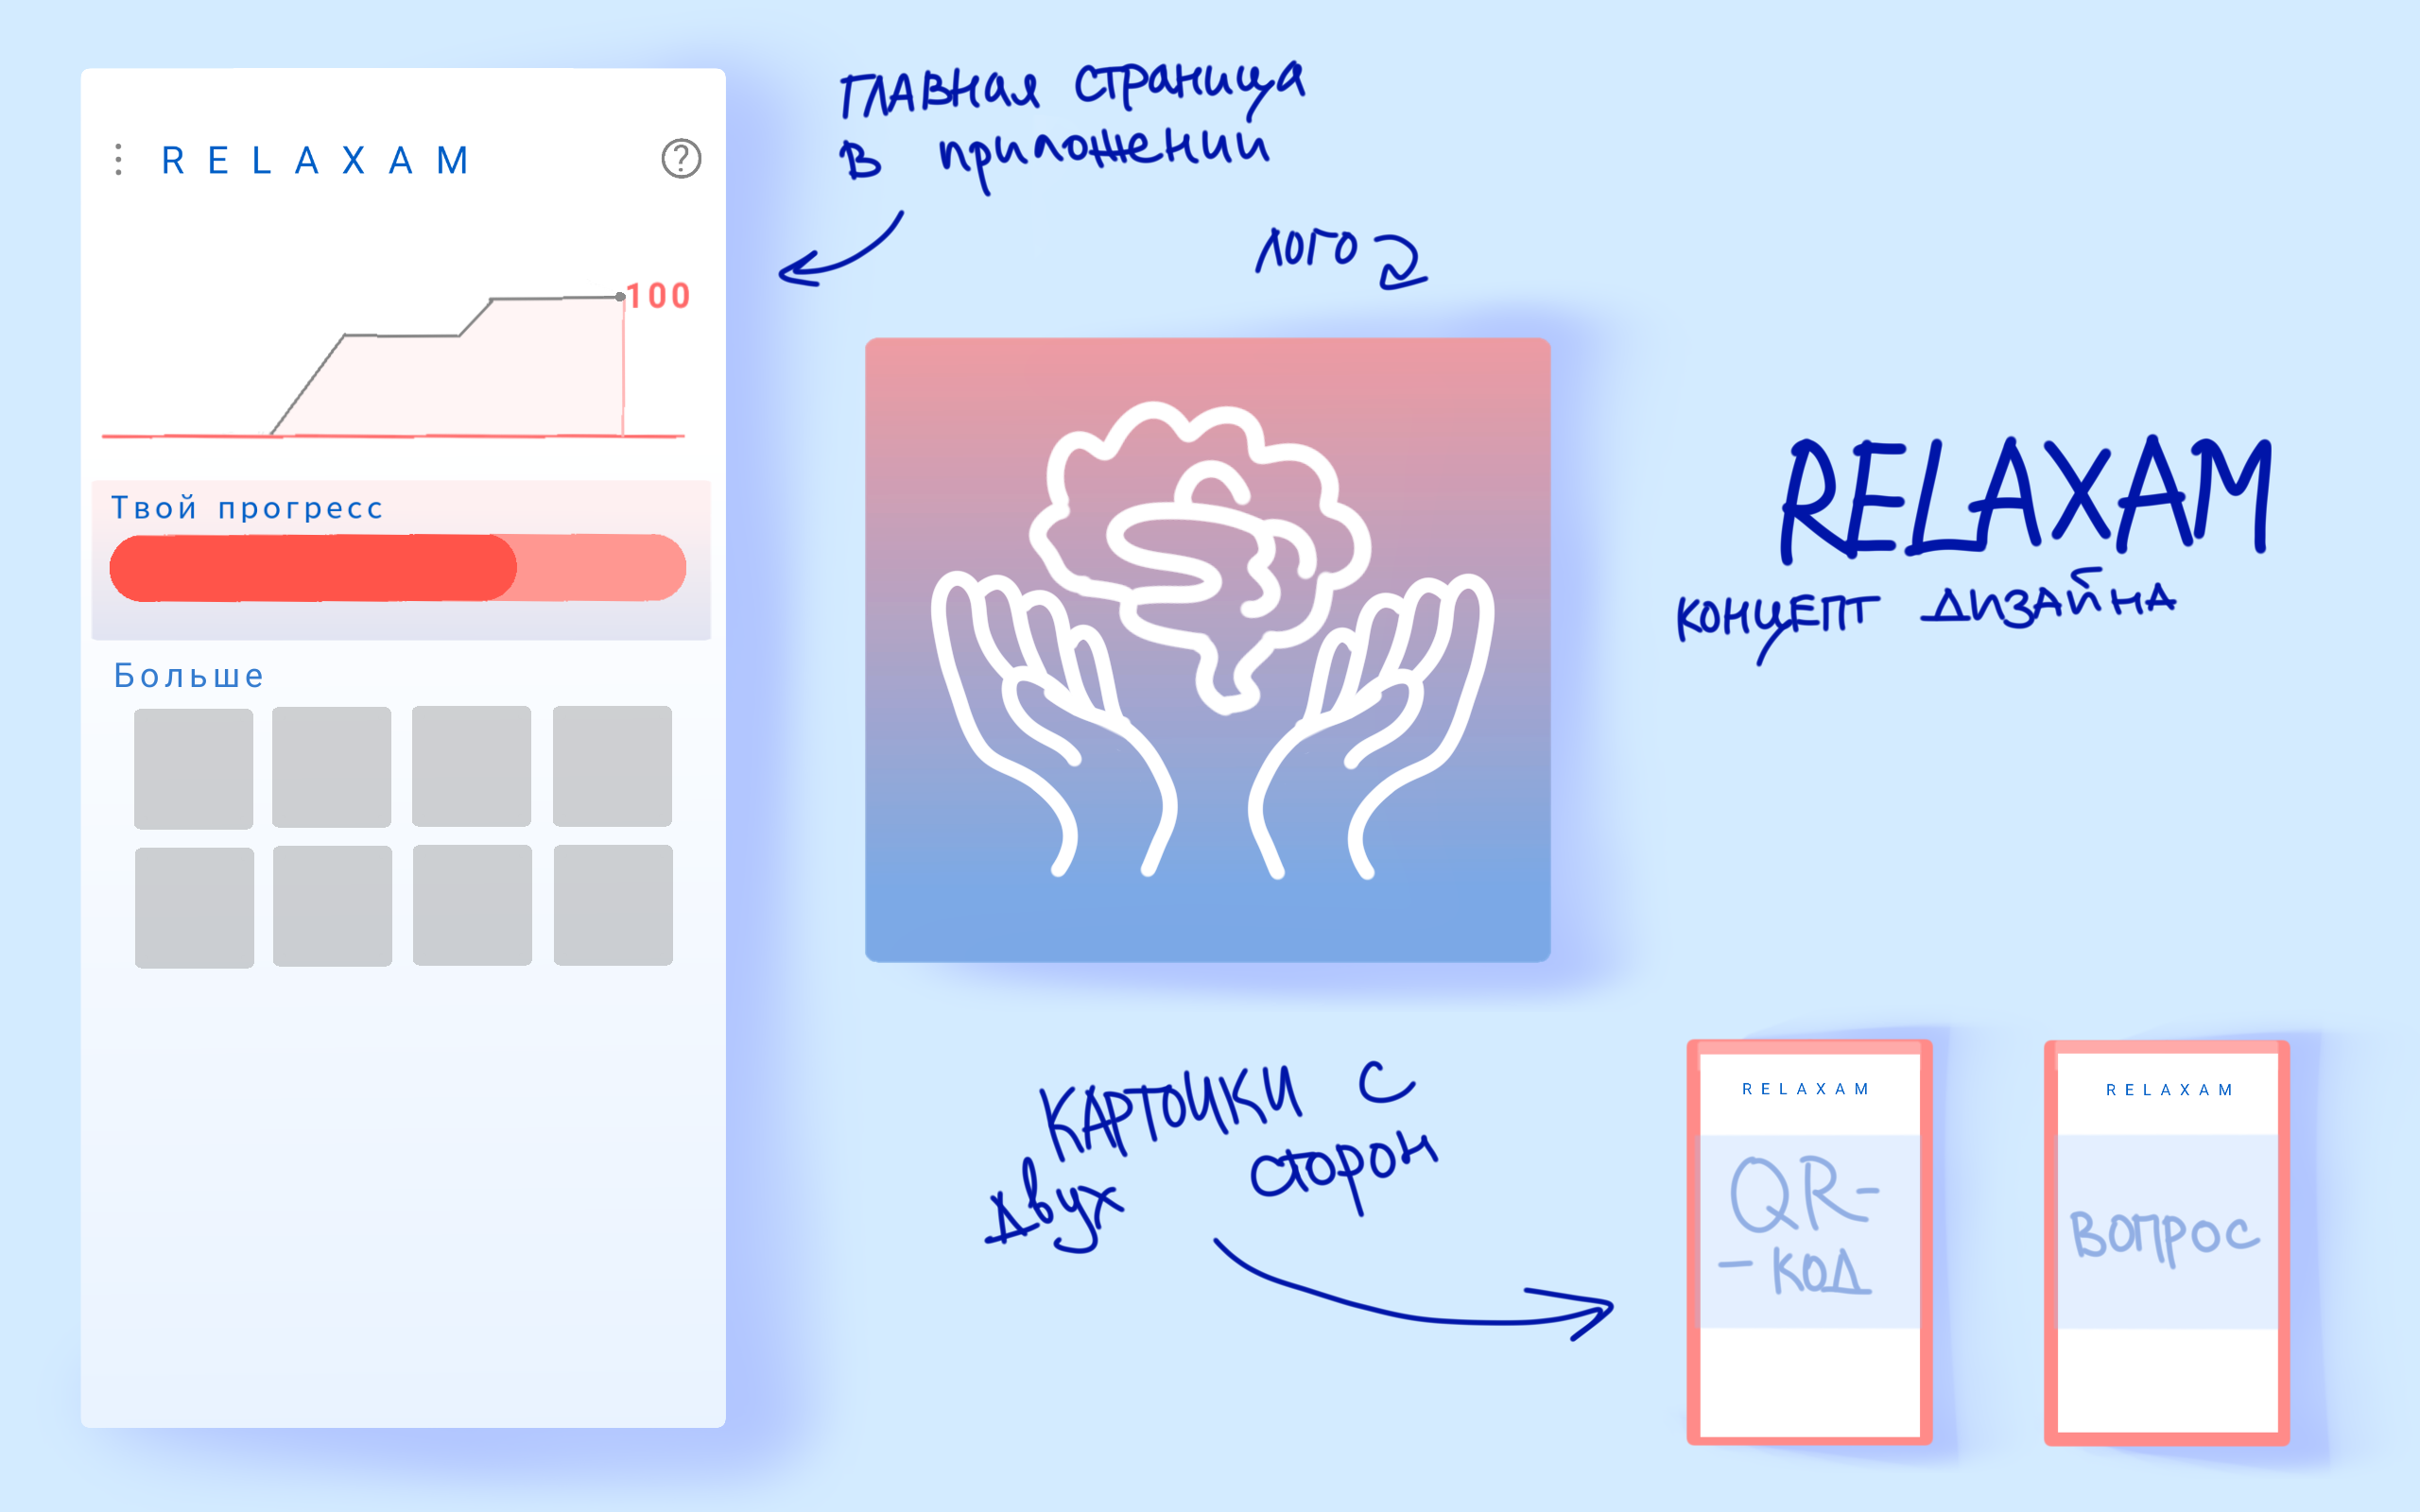 RELAXAM
?
100
Твой прогресс
Больше
ГЛАВНАЯ СТРАНИЦА
В приложении
ЛОГО
RELAXAM
КОНЦЕПТ ДИЗАЙНА
КАРТОЧКИ С
двух сторон
RELAXAM
QR-
- КОД
RELAXAM
ВОПРОС